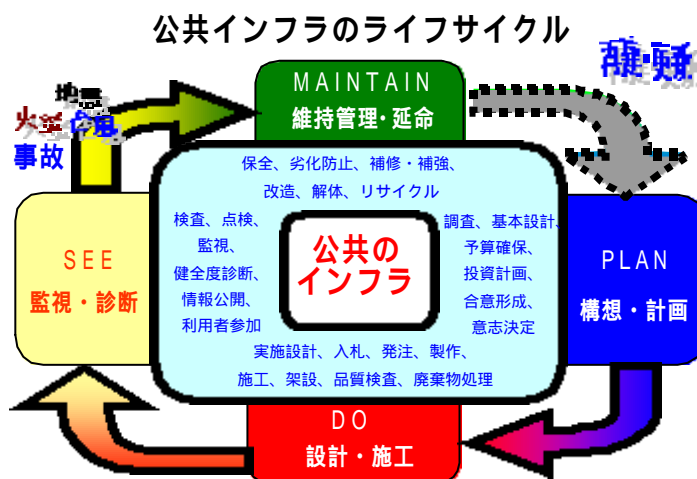 公共インフラのライフサイクル
MAINTAIN
維持管理・延命
地震
火災
事故
保全、劣化防止、補修・補強、
改造、解体、リサイクル
検査、点検、
監視、
健全度診断、
情報公開、
利用者参加
公共の
インフラ
調査、基本設計、
予算確保、
投資計画、
合意形成、
意志決定
SEE
監視・診断
PLAN
構想・計画
実施設計、入札、発注、製作、
施工、架設、品質検査、廃棄物処理
DO
設計・施工